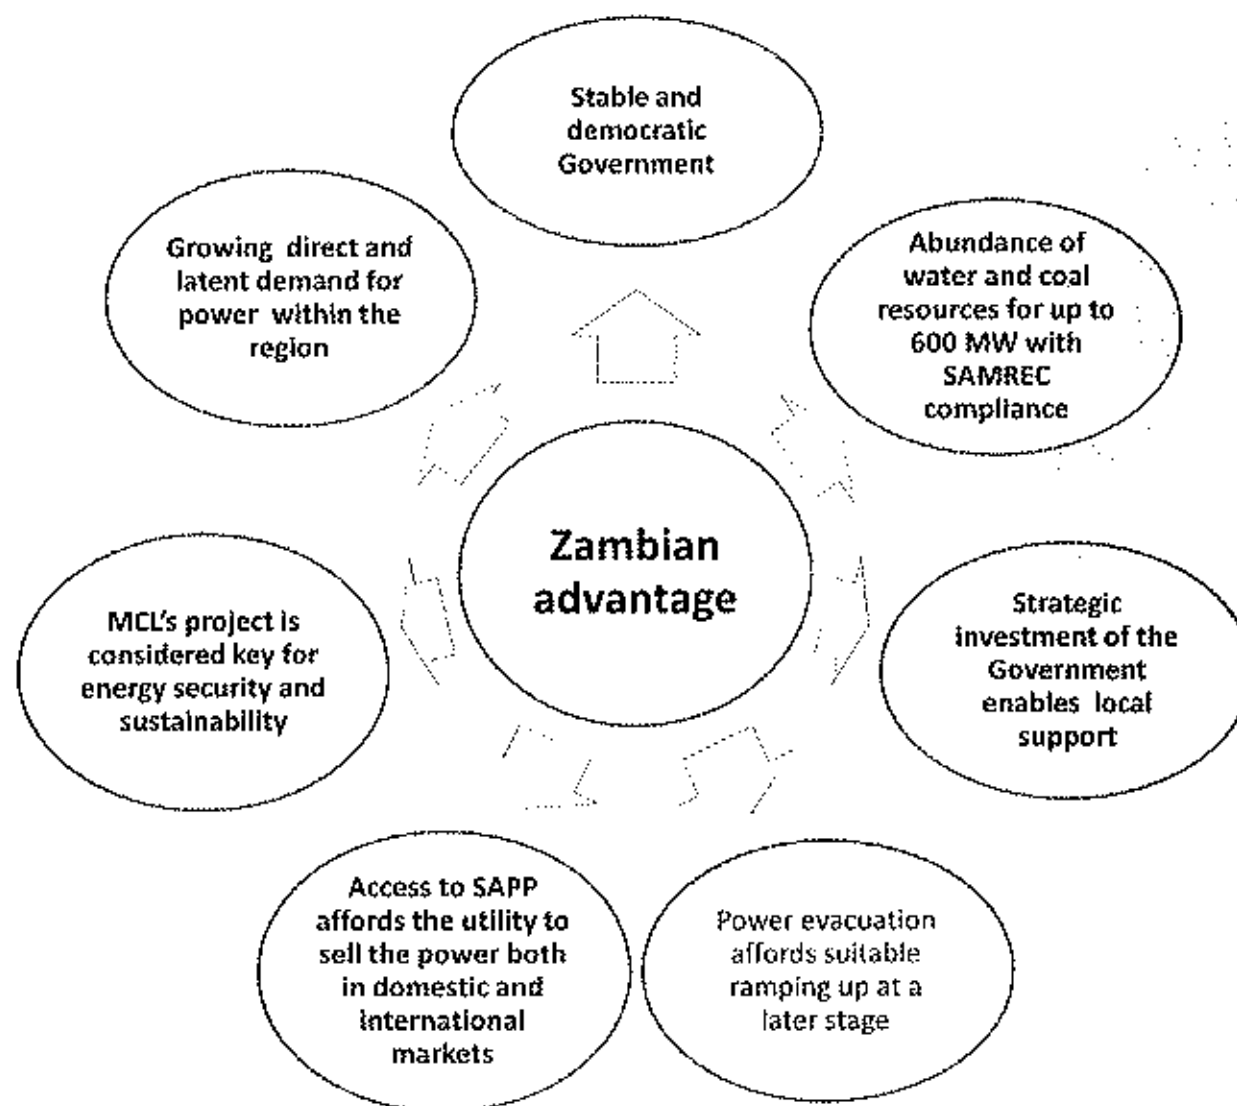 Stable and
democratic
Government
Growing direct and
latent demand for
power within the
region
Abundance of
water and coal
resources for up to
600 MW with
SAMREC
compliance
Zambian
advantage
MCL's project is
considered key for
energy security and
sustainability
Strategic
investment of the
Government
enables local
support
Access to SAPP
affords the utility to
sell the power both
in domestic and
international
markets
Power evacuation
affords suitable
ramping up at a
later stage